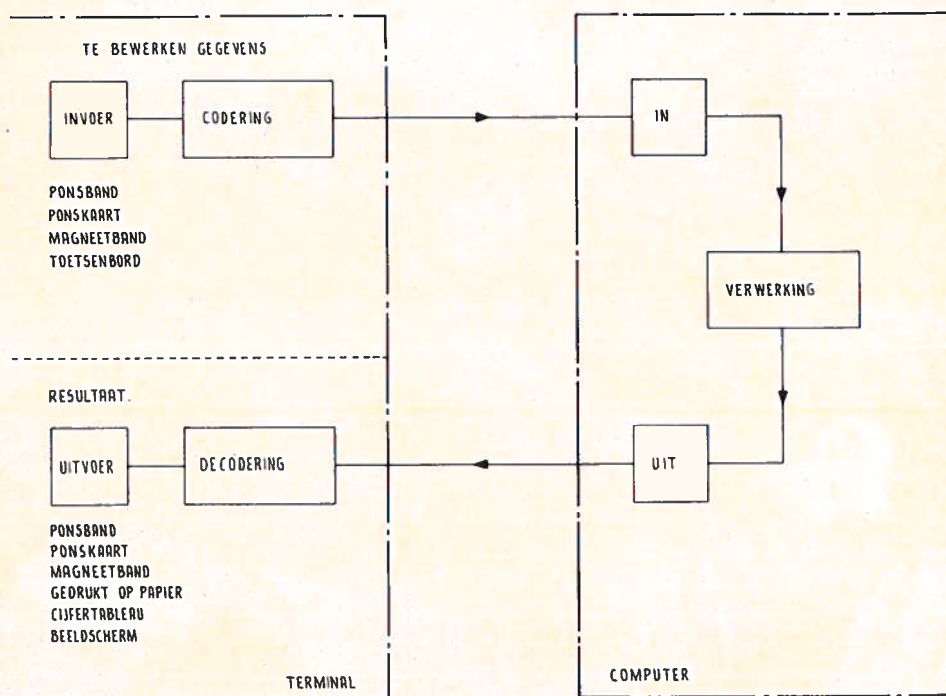 TE BEWERKEN GEGEVENS
INVOER
CODERING
IN
PONSBAND
PONSKAART
MAGNEETBAND
TOETSENBORD
VERWERKING
RESULTAAT.
UITVOER
DECODERING
UIT
PONSBAND
PONSKAART
MAGNEETBAND
GEDRUKT OP PAPIER
CIJFERTABLEAU
BEELDSCHERM
TERMINAL
COMPUTER